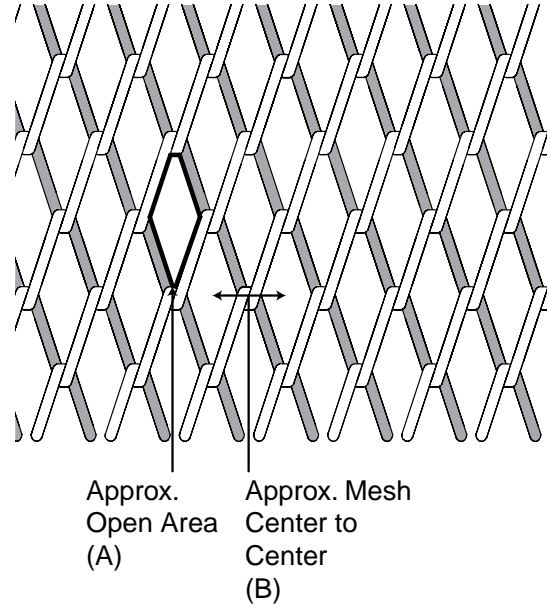 Approx.
Open Area
(A)
Approx. Mesh
Center to
Center
(B)